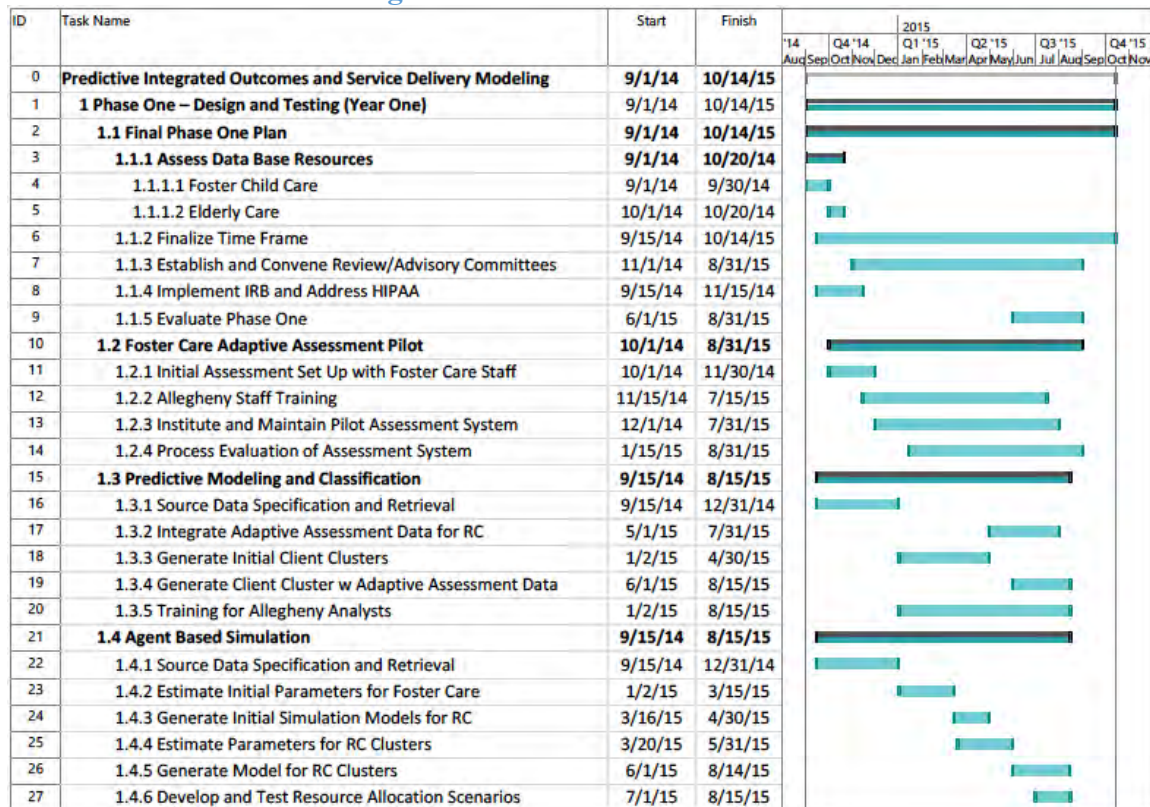 ID Task Name Start Finish
2015
'14 Q4 '14 Q1 '15 Q2 '15 Q3 '15 Q4 '15
Aug Sep Oct Nov Dec Jan Feb Mar Apr May Jun Jul Aug Sep Oct Nov
0 Predictive Integrated Outcomes and Service Delivery Modeling 9/1/14 10/14/15
1 1 Phase One – Design and Testing (Year One) 9/1/14 10/14/15
2 1.1 Final Phase One Plan 9/1/14 10/14/15
3 1.1.1 Assess Data Base Resources 9/1/14 10/20/14
4 1.1.1.1 Foster Child Care 9/1/14 9/30/14
5 1.1.1.2 Elderly Care 10/1/14 10/20/14
6 1.1.2 Finalize Time Frame 9/15/14 10/14/15
7 1.1.3 Establish and Convene Review/Advisory Committees 11/1/14 8/31/15
8 1.1.4 Implement IRB and Address HIPAA 9/15/14 11/15/14
9 1.1.5 Evaluate Phase One 6/1/15 8/31/15
10 1.2 Foster Care Adaptive Assessment Pilot 10/1/14 8/31/15
11 1.2.1 Initial Assessment Set Up with Foster Care Staff 10/1/14 11/30/14
12 1.2.2 Allegheny Staff Training 11/15/14 7/15/15
13 1.2.3 Institute and Maintain Pilot Assessment System 12/1/14 7/31/15
14 1.2.4 Process Evaluation of Assessment System 1/15/15 8/31/15
15 1.3 Predictive Modeling and Classification 9/15/14 8/15/15
16 1.3.1 Source Data Specification and Retrieval 9/15/14 12/31/14
17 1.3.2 Integrate Adaptive Assessment Data for RC 5/1/15 7/31/15
18 1.3.3 Generate Initial Client Clusters 1/2/15 4/30/15
19 1.3.4 Generate Client Cluster w Adaptive Assessment Data 6/1/15 8/15/15
20 1.3.5 Training for Allegheny Analysts 1/2/15 8/15/15
21 1.4 Agent Based Simulation 9/15/14 8/15/15
22 1.4.1 Source Data Specification and Retrieval 9/15/14 12/31/14
23 1.4.2 Estimate Initial Parameters for Foster Care 1/2/15 3/15/15
24 1.4.3 Generate Initial Simulation Models for RC 3/16/15 4/30/15
25 1.4.4 Estimate Parameters for RC Clusters 3/20/15 5/31/15
26 1.4.5 Generate Model for RC Clusters 6/1/15 8/14/15
27 1.4.6 Develop and Test Resource Allocation Scenarios 7/1/15 8/15/15